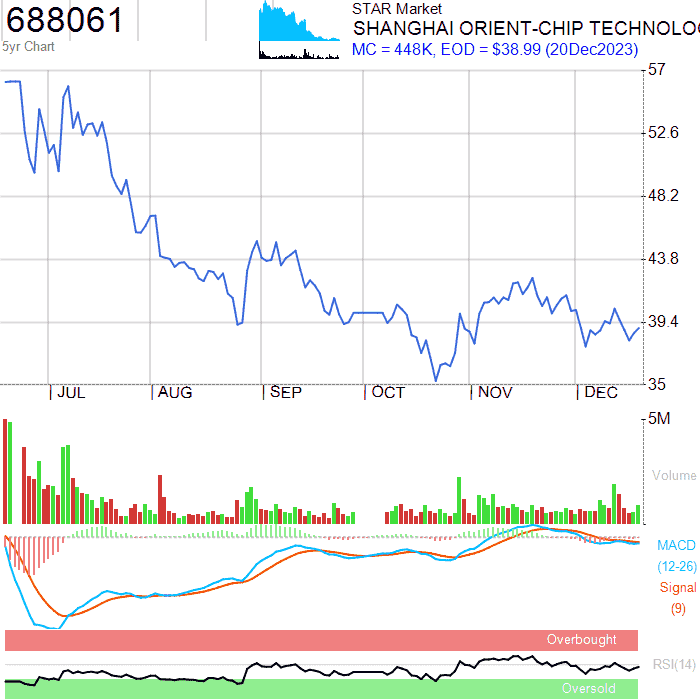 688061
5yr Chart
STAR Market
SHANGHAI ORIENT-CHIP TECHNOLO
MC = 448K, EOD = $38.99 (20Dec2023)
57
52.6
48.2
43.8
39.4
35
JUL AUG SEP OCT NOV DEC
5M
Volume
MACD
(12-26)
Signal
(9)
Overbought
RSI(14)
Oversold